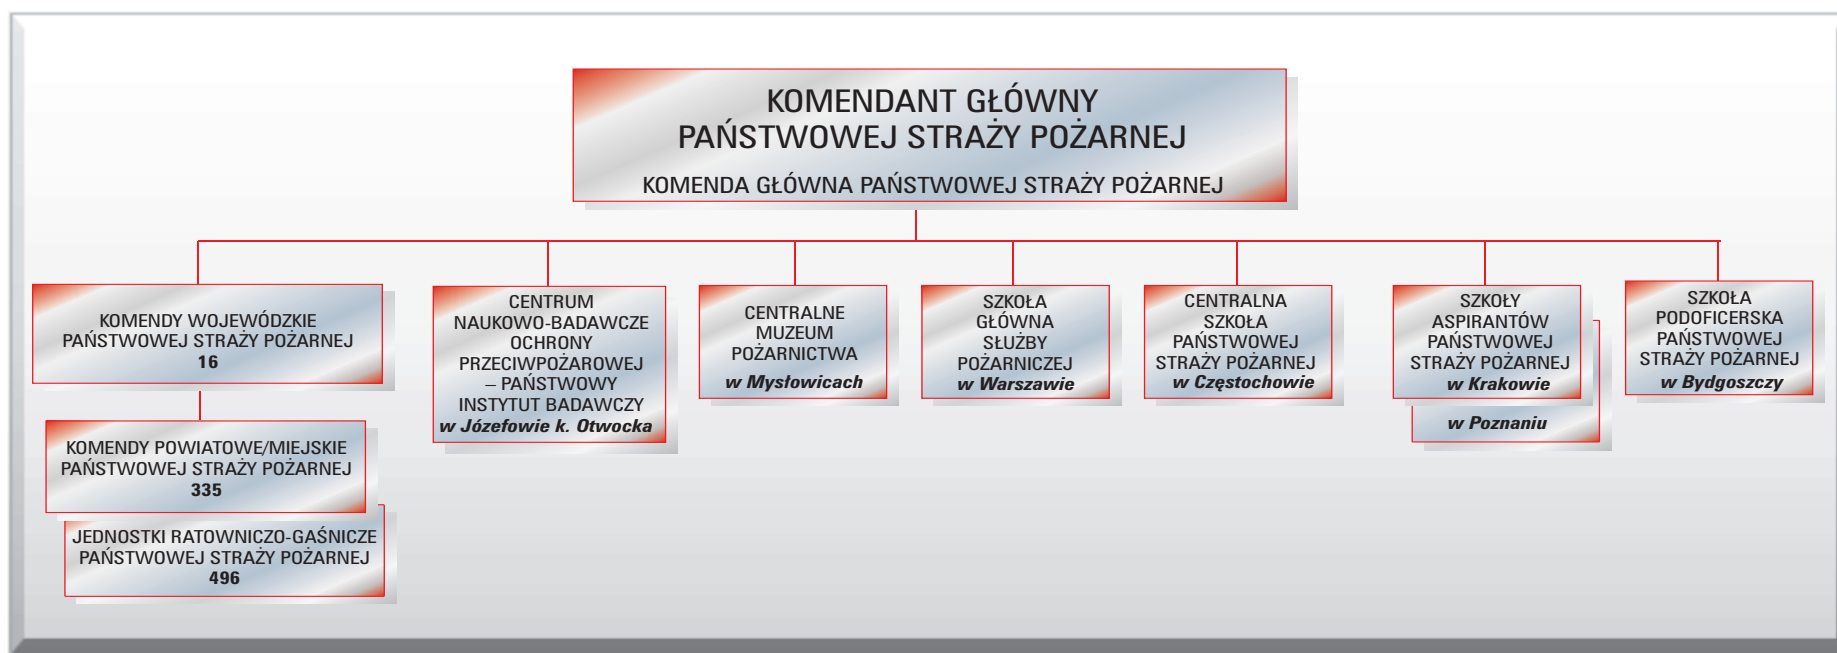 KOMENDANT GŁÓWNY
PAŃSTWOWEJ STRAŻY POŻARNEJ
KOMENDA GŁÓWNA PAŃSTWOWEJ STRAŻY POŻARNEJ
KOMENDY WOJEWÓDZKIE
PAŃSTWOWEJ STRAŻY POŻARNEJ
16
KOMENDY POWIATOWE/MIEJSKIE
PAŃSTWOWEJ STRAŻY POŻARNEJ
335
JEDNOSTKI RATOWNICZO-GAŚNICZE
PAŃSTWOWEJ STRAŻY POŻARNEJ
496
CENTRUM
NAUKOWO-BADAWCZE
OCHRONY
PRZECIWPOŻAROWEJ
– PAŃSTWOWY
INSTYTUT BADAWCZY
w Józefowie k. Otwocka
CENTRALNE
MUZEUM
POŻARNICTWA
w Mysłowicach
SZKOŁA
GŁÓWNA
SŁUŻBY
POŻARNICZEJ
w Warszawie
CENTRALNA
SZKOŁA
PAŃSTWOWEJ
STRAŻY POŻARNEJ
w Częstochowie
SZKOŁY
ASPIRANTÓW
PAŃSTWOWEJ
STRAŻY POŻARNEJ
w Krakowie
w Poznaniu
SZKOŁA
PODOFICERSKA
PAŃSTWOWEJ
STRAŻY POŻARNEJ
w Bydgoszczy